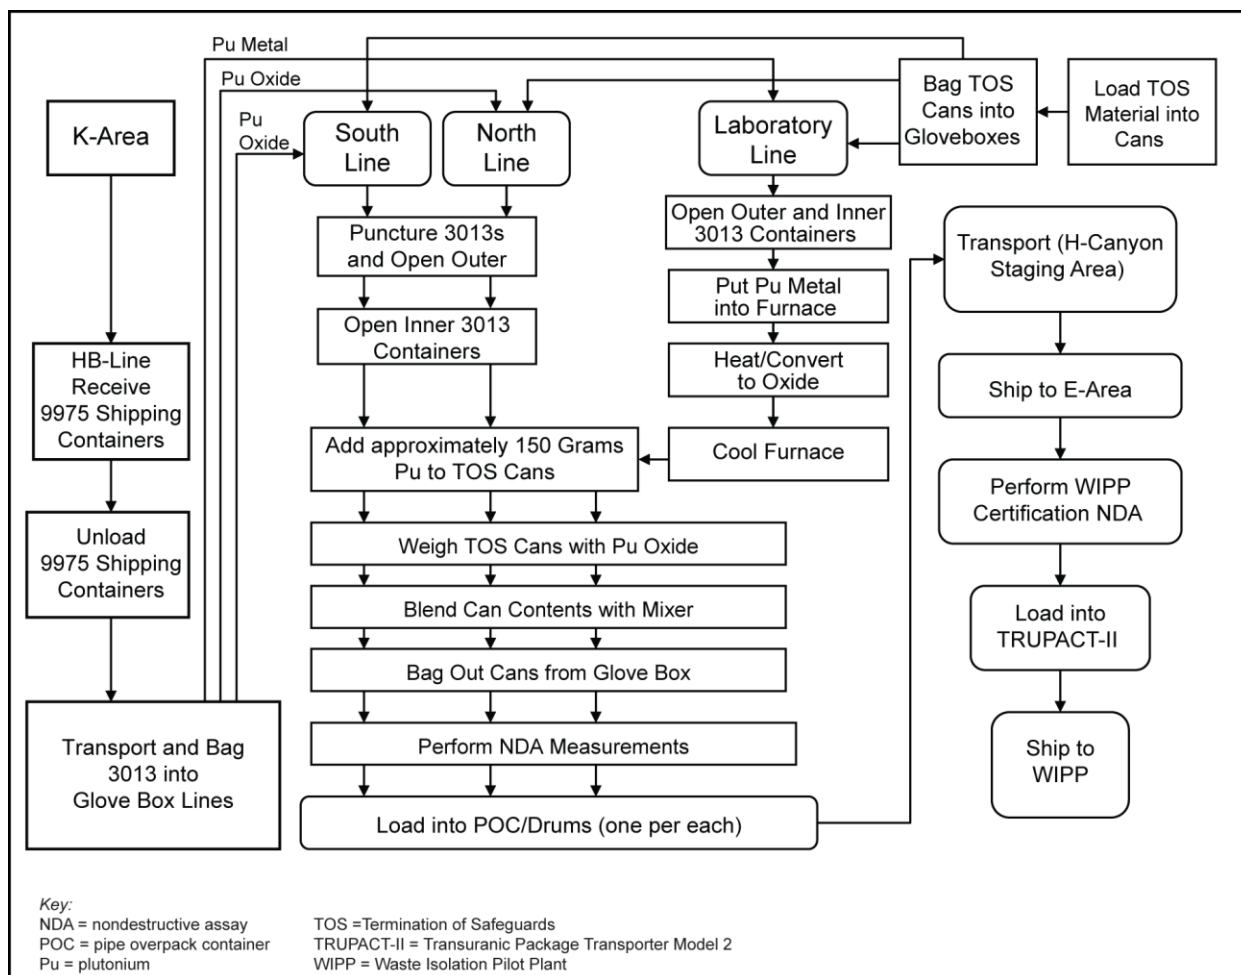 Pu Metal
Pu Oxide
Pu
Oxide
K-Area
South
Line
North
Line
Laboratory
Line
Bag TOS
Cans into
Gloveboxes
Load TOS
Material into
Cans
Puncture 3013s
and Open Outer
Open Outer and Inner
3013 Containers
Transport (H-Canyon
Staging Area)
Put Pu Metal
into Furnace
Open Inner 3013
Containers
HB-Line
Receive
9975 Shipping
Containers
Heat/Convert
to Oxide
Ship to E-Area
Add approximately 150 Grams
Pu to TOS Cans
Cool Furnace
Perform WIPP
Certification NDA
Unload
9975 Shipping
Containers
Weigh TOS Cans with Pu Oxide
Blend Can Contents with Mixer
Load into
TRUPACT-II
Bag Out Cans from Glove Box
Transport and Bag
3013 into
Glove Box Lines
Perform NDA Measurements
Ship to
WIPP
Load into POC/Drums (one per each)
Key:
NDA = nondestructive assay
POC = pipe overpack container
Pu = plutonium
TOS =Termination of Safeguards
TRUPACT-II = Transuranic Package Transporter Model 2
WIPP = Waste Isolation Pilot Plant